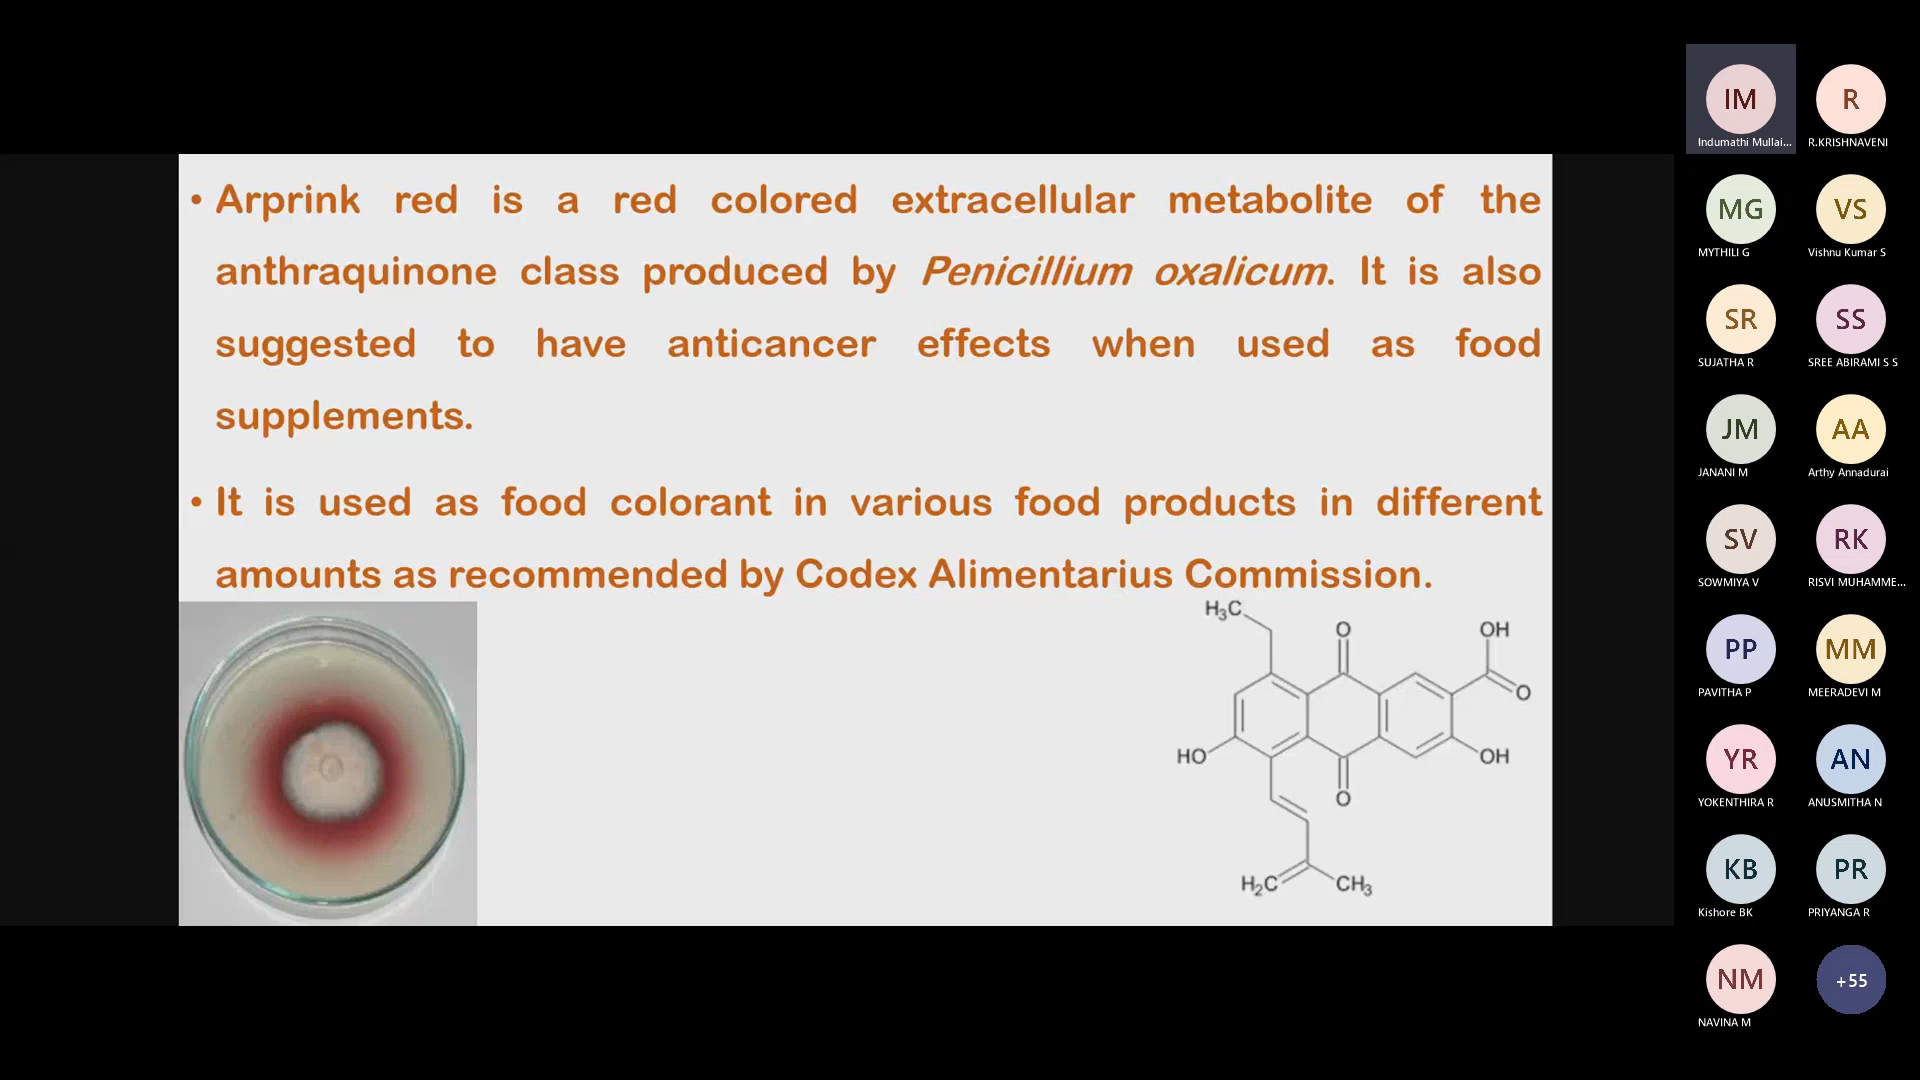 • Arprink red is a red colored extracellular metabolite of the
anthraquinone class produced by Penicillium oxalicum. It is also
suggested to have anticancer effects when used as food
supplements.
• It is used as food colorant in various food products in different
amounts as recommended by Codex Alimentarius Commission.
H₃C
O
OH
O
HO
OH
O
H₂C
CH₃
IM
Indumathi Mullai...
R
R.KRISHNAVENI
MG
MYTHILI G
VS
Vishnu Kumar S
SR
SUJATHA R
SS
SREE ABIRAMI S S
JM
JANANI M
AA
Arthy Annadurai
SV
SOWMIYA V
RK
RISVI MUHAMME...
PP
PAVITHA P
MM
MEERADEVI M
YR
YOKENTHIRA R
AN
ANUSMITHA N
KB
Kishore BK
PR
PRIYANGA R
NM
NAVINA M
+55